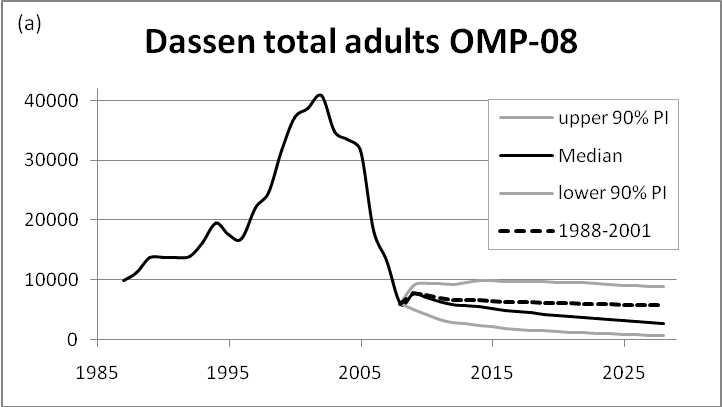 (a)
Dassen total adults OMP-08
40000
30000
20000
10000
0
upper 90% PI
Median
lower 90% PI
1988-2001
1985 1995 2005 2015 2025